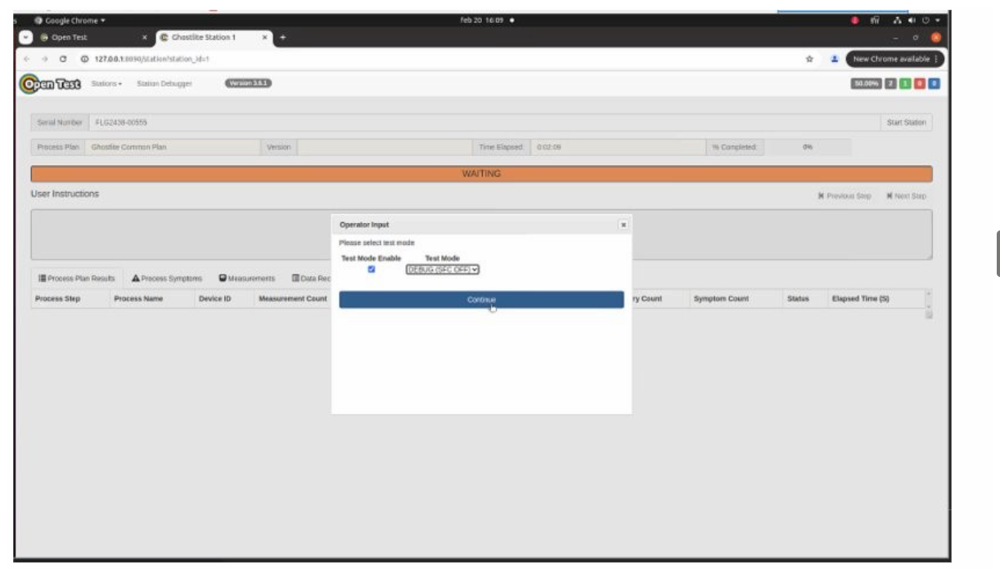 Google Chrome
Feb 20 16:09
Open Test
Ghostlite Station 1
127.0.0.1:8090/station?station_id=1
New Chrome available
Open Test
Stations
Station Debugger
Version 3.6.1
50.00% 2 1 0 0
Serial Number FLG2438-00555 Start Station
Process Plan Ghostlite Common Plan Version Time Elapsed: 0:02:09 % Completed: 0%
WAITING
User Instructions
Previous Step Next Step
Operator Input
Please select test mode
Test Mode Enable Test Mode
DEBUG (SFC OFF)
Process Plan Results Process Symptoms Measurements Data Rec
Process Step Process Name Device ID Measurement Count Continue ry Count Symptom Count Status Elapsed Time (S)